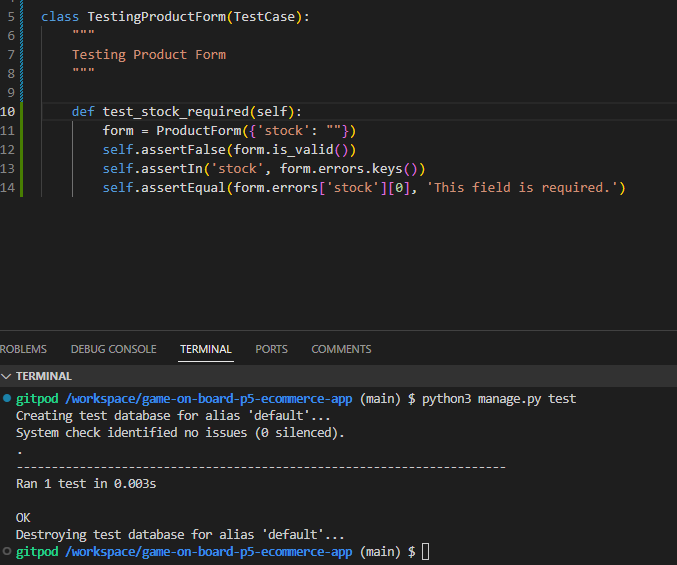 5 class TestingProductForm(TestCase):
6 """
7 Testing Product Form
8 """
9
10 def test_stock_required(self):
11 form = ProductForm({'stock': ""})
12 self.assertFalse(form.is_valid())
13 self.assertIn('stock', form.errors.keys())
14 self.assertEqual(form.errors['stock'][0], 'This field is required.')
ROBLEMS DEBUG CONSOLE TERMINAL PORTS COMMENTS
TERMINAL
gitpod /workspace/game-on-board-p5-ecommerce-app (main) $ python3 manage.py test
Creating test database for alias 'default'...
System check identified no issues (0 silenced).
.
----------------------------------------------------------------------
Ran 1 test in 0.003s
OK
Destroying test database for alias 'default'...
gitpod /workspace/game-on-board-p5-ecommerce-app (main) $